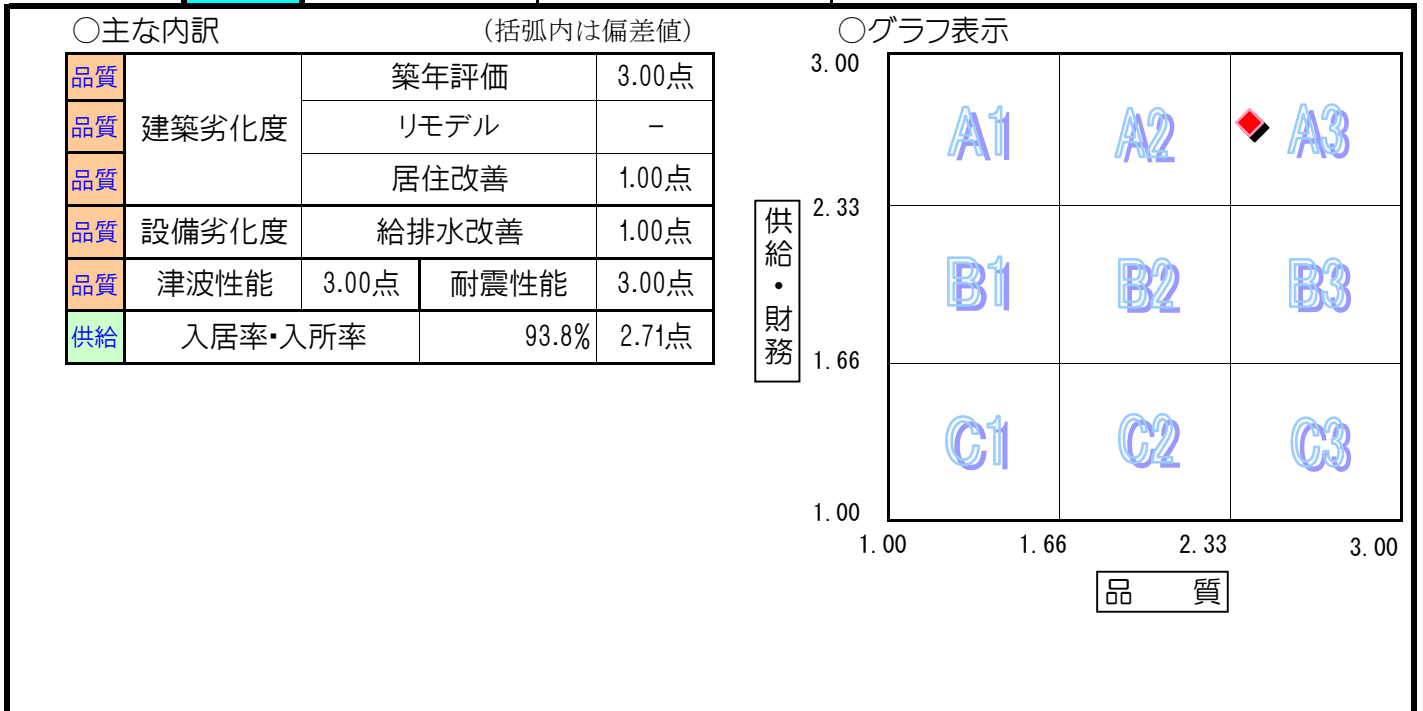 ○主な内訳 (括弧内は偏差値)
品質 建築劣化度 築年評価 3.00点
品質 リモデル －
品質 居住改善 1.00点
品質 設備劣化度 給排水改善 1.00点
品質 津波性能 3.00点 耐震性能 3.00点
供給 入居率・入所率 93.8% 2.71点
○グラフ表示
3.00
A1 A2 A3
2.33
供給・財務
B1 B2 B3
1.66
C1 C2 C3
1.00
1.00 1.66 2.33 3.00
品 質